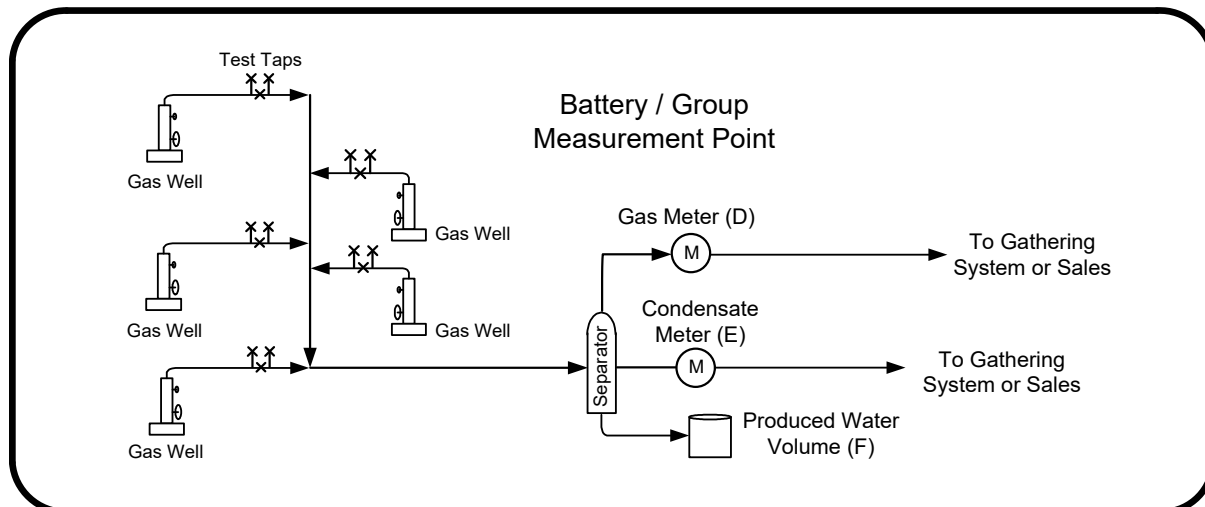 Test Taps
Battery / Group
Measurement Point
Gas Well
Gas Well
Gas Meter (D)
M
To Gathering
System or Sales
Gas Well
Gas Well
Condensate
Meter (E)
M
To Gathering
System or Sales
Separator
Gas Well
Produced Water
Volume (F)